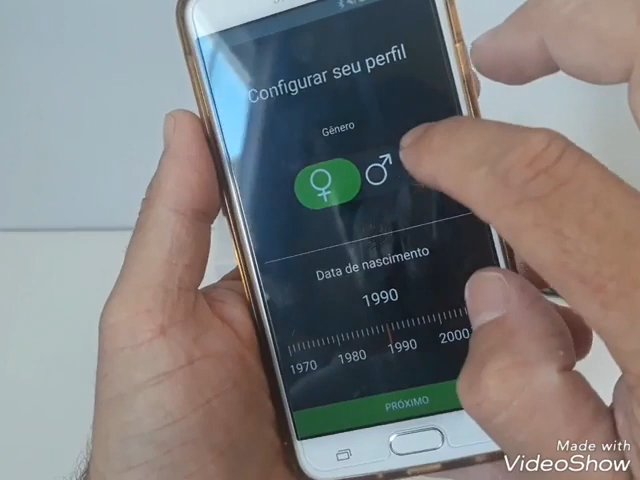 Configurar seu perfil
Gênero
Data de nascimento
1990
1970 1980 1990 2000
PRÓXIMO
Made with
VideoShow